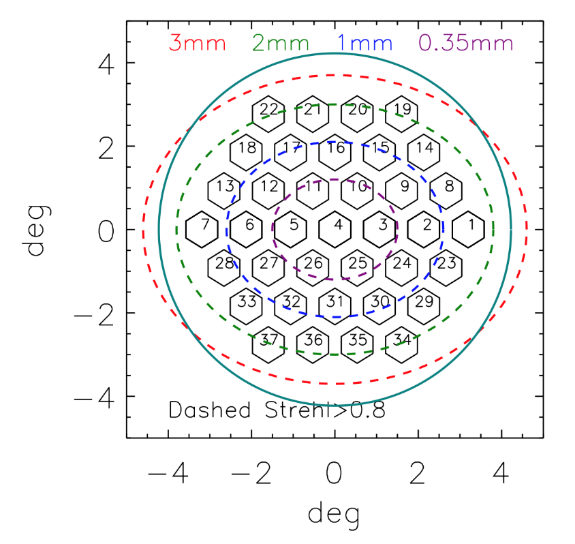 3mm 2mm 1mm 0.35mm
4
22 21 20 19
2
18 17 16 15 14
13 12 11 10 9 8
deg
0
7 6 5 4 3 2 1
28 27 26 25 24 23
−2
33 32 31 30 29
37 36 35 34
−4
Dashed Strehl>0.8
−4 −2 0 2 4
deg